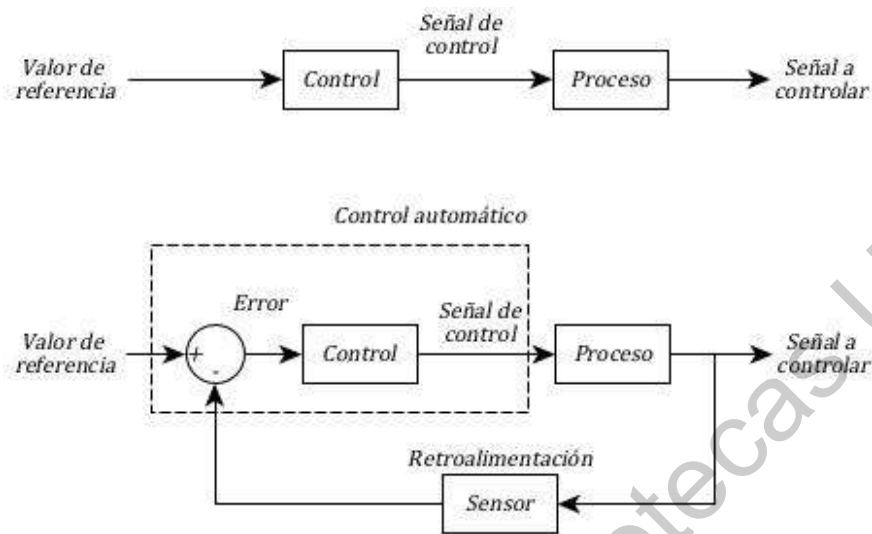 Señal de
control
Valor de
referencia
Control
Proceso
Señal a
controlar
Control automático
Error
Señal de
control
Valor de
referencia
+
-
Control
Proceso
Señal a
controlar
Retroalimentación
Sensor